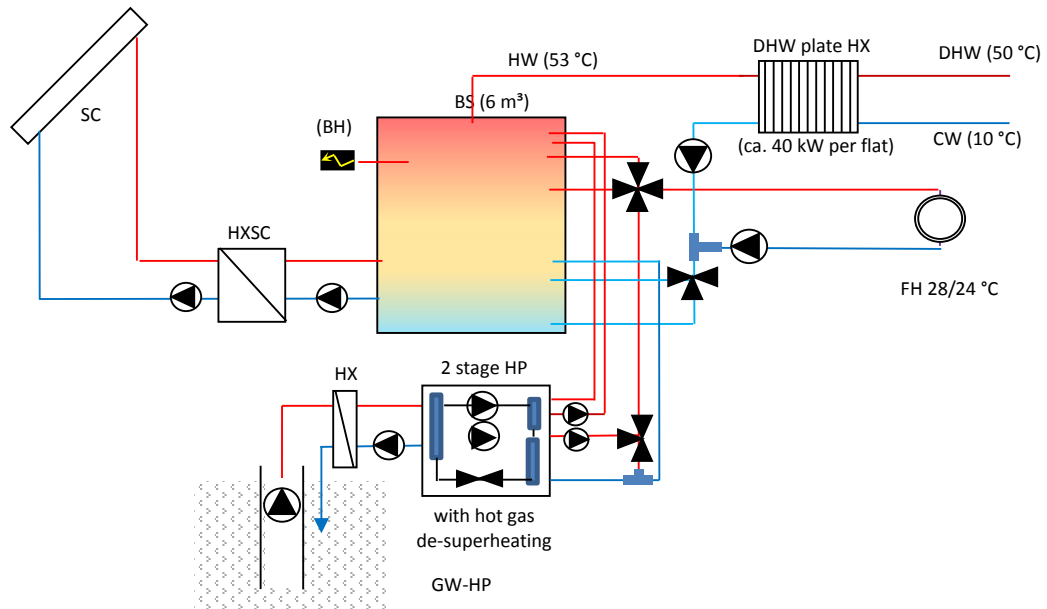 DHW plate HX
HW (53 °C)
DHW (50 °C)
SC
BS (6 m³)
(BH)
(ca. 40 kW per flat)
CW (10 °C)
HXSC
FH 28/24 °C
HX
2 stage HP
with hot gas
de-superheating
GW-HP